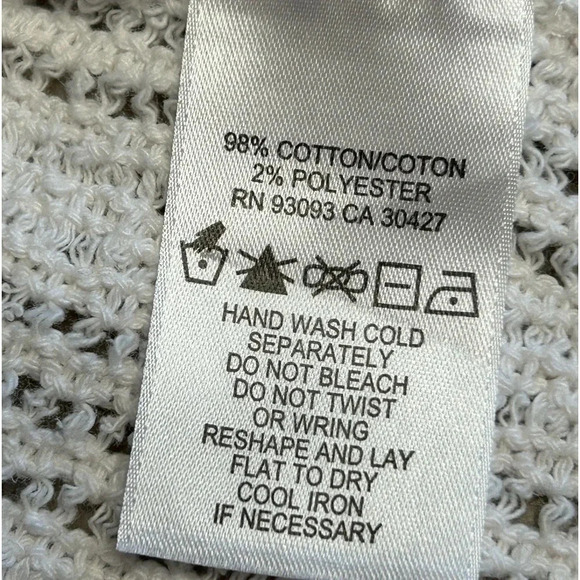 98% COTTON/COTON
2% POLYESTER
RN 93093 CA 30427
HAND WASH COLD
SEPARATELY
DO NOT BLEACH
DO NOT TWIST
OR WRING
RESHAPE AND LAY
FLAT TO DRY
COOL IRON
IF NECESSARY